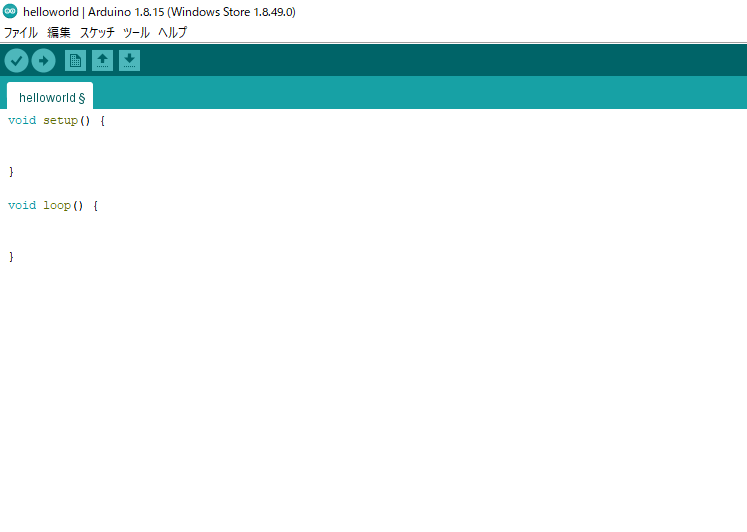 helloworld | Arduino 1.8.15 (Windows Store 1.8.49.0)
ファイル 編集 スケッチ ツール ヘルプ
helloworld §
void setup() {
}
void loop() {
}